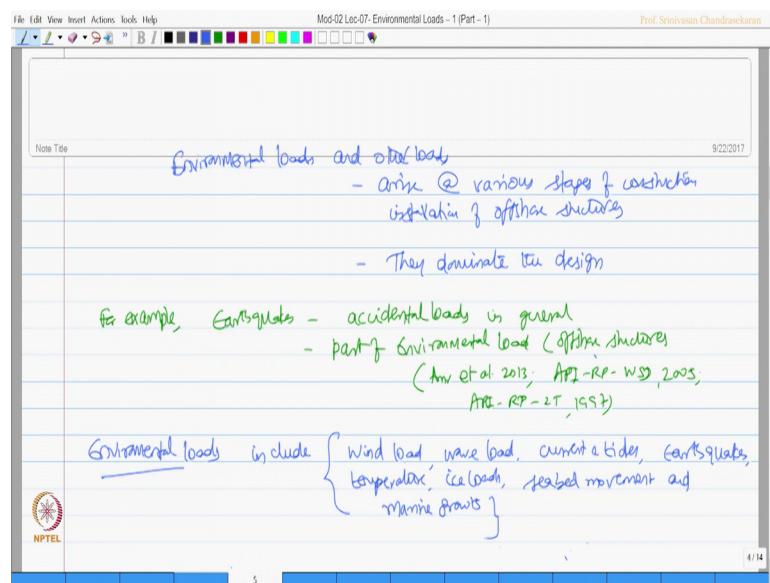 File Edit View Insert Actions Tools Help
Mod-02 Lec-07- Environmental Loads – 1 (Part – 1)
Prof. Srinivasan Chandrasekaran
B I
Note Title
9/22/2017
Environmental loads and other loads
- arise @ various stages of construction
installation of offshore structures
- They dominate the design
For example, Earthquakes - accidental loads in general
- part of Environmental load (offshore structures
(et al. 2013; API-RP-WSD, 2005;
API-RP-2T, 1997)
Environmental loads include { wind load, wave load, current & tides, Earthquakes,
temperature, ice loads, seabed movement and
marine growth }
NPTEL
4 / 14
5